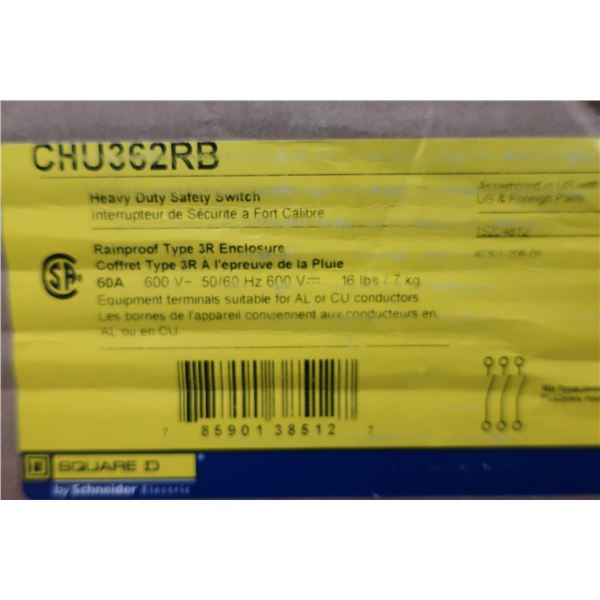 CHU362RB
Heavy Duty Safety Switch
Interrupteur de Sécurité a Fort Calibre
Assembled in US with
US & Foreign Parts
Rainproof Type 3R Enclosure
Coffret Type 3R À l'épreuve de la Pluie
60A 600 V~ 50/60 Hz 600 V⎓ 16 lbs / 7 kg
Equipment terminals suitable for AL or CU conductors
Les bornes de l'appareil conviennent aux conducteurs en
AL ou en CU
7 85901 38512 7
SQUARE D
by Schneider Electric